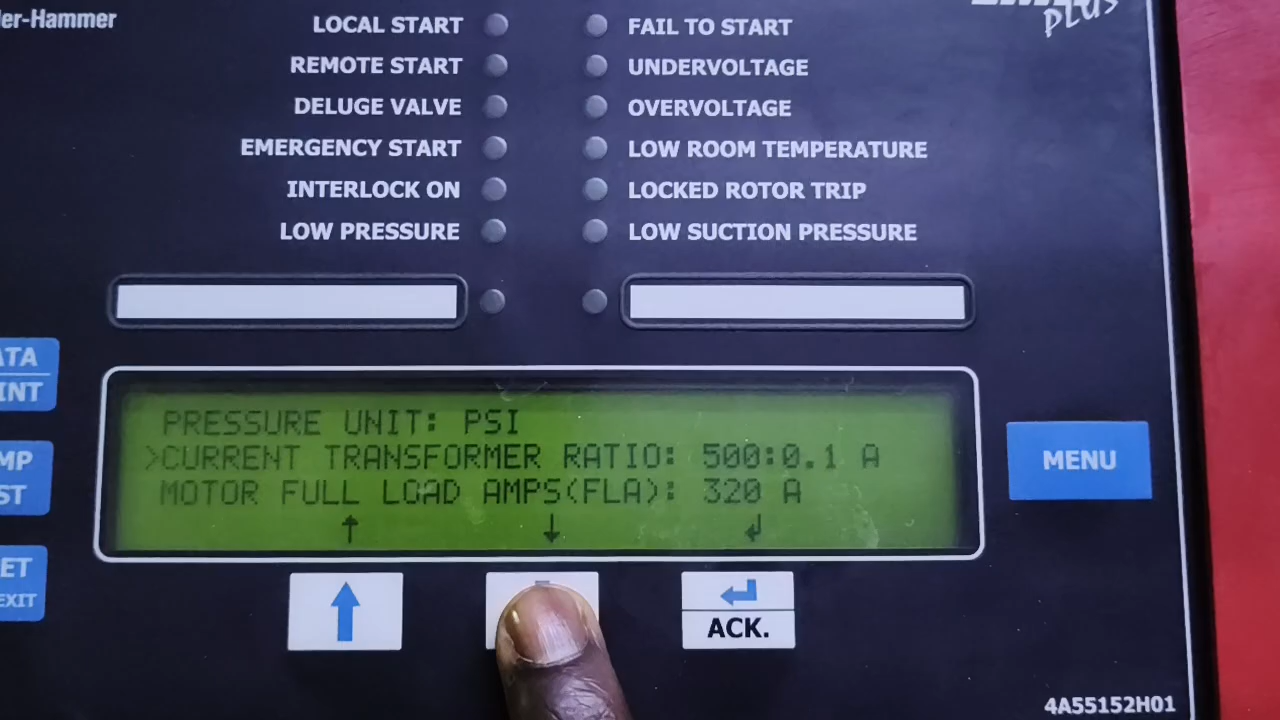 er-Hammer
PLUS
LOCAL START
FAIL TO START
REMOTE START
UNDERVOLTAGE
DELUGE VALVE
OVERVOLTAGE
EMERGENCY START
LOW ROOM TEMPERATURE
INTERLOCK ON
LOCKED ROTOR TRIP
LOW PRESSURE
LOW SUCTION PRESSURE
ATA
INT
PRESSURE UNIT: PSI
>CURRENT TRANSFORMER RATIO: 500:0.1 A
MOTOR FULL LOAD AMPS(FLA): 320 A
↑ ↓ ↲
MP
ST
MENU
ET
EXIT
ACK.
4A55152H01